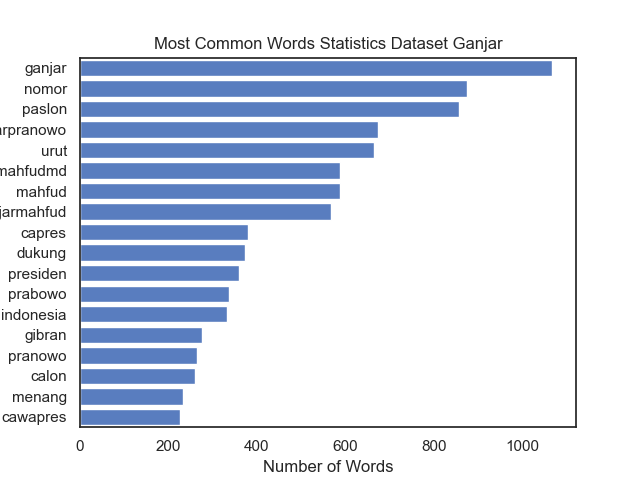 Most Common Words Statistics Dataset Ganjar
ganjar
nomor
paslon
arpranowo
urut
mahfudmd
mahfud
jarmahfud
capres
dukung
presiden
prabowo
indonesia
gibran
pranowo
calon
menang
cawapres
0 200 400 600 800 1000
Number of Words